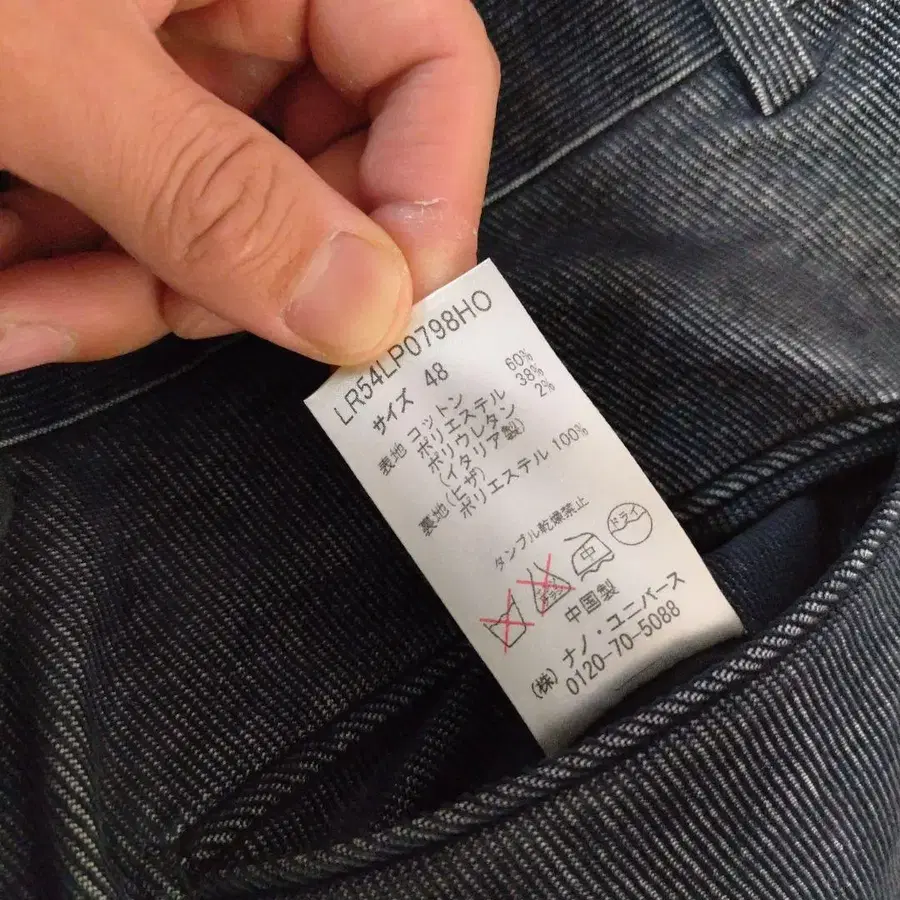 LR54LP0798HO
サイズ 48
表地 コットン 60%
ポリエステル 38%
ポリウレタン 2%
(イタリア製)
裏地(ヒザ)
ポリエステル 100%
タンブル乾燥禁止
中
ドライ
中国製
(株) ナノ・ユニバース
0120-70-5088